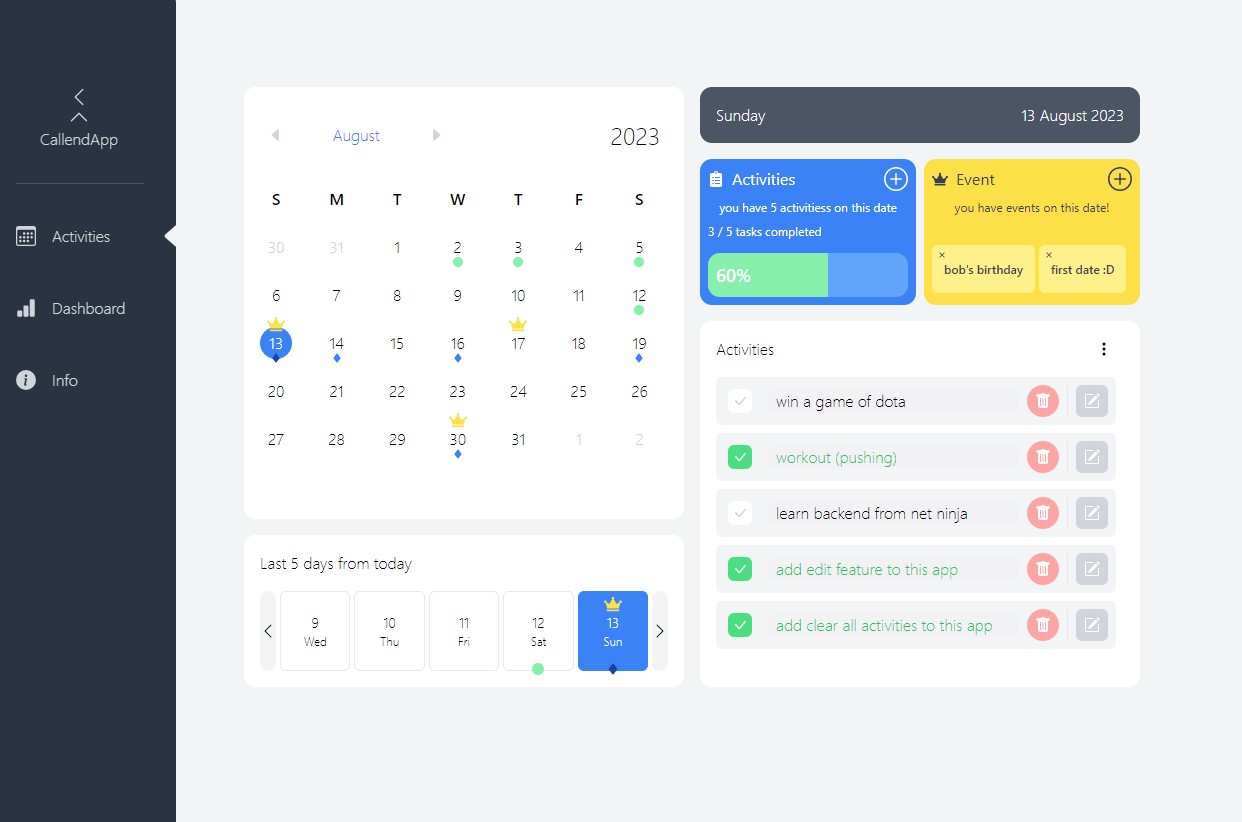 CallendApp
Activities
Dashboard
Info
August 2023
S M T W T F S
30 31 1 2 3 4 5
6 7 8 9 10 11 12
13 14 15 16 17 18 19
20 21 22 23 24 25 26
27 28 29 30 31 1 2
Last 5 days from today
9 10 11 12 13
Wed Thu Fri Sat Sun
Sunday 13 August 2023
Activities
you have 5 activitiess on this date
3 / 5 tasks completed
60%
Event
you have events on this date!
bob's birthday
first date :D
Activities
win a game of dota
workout (pushing)
learn backend from net ninja
add edit feature to this app
add clear all activities to this app